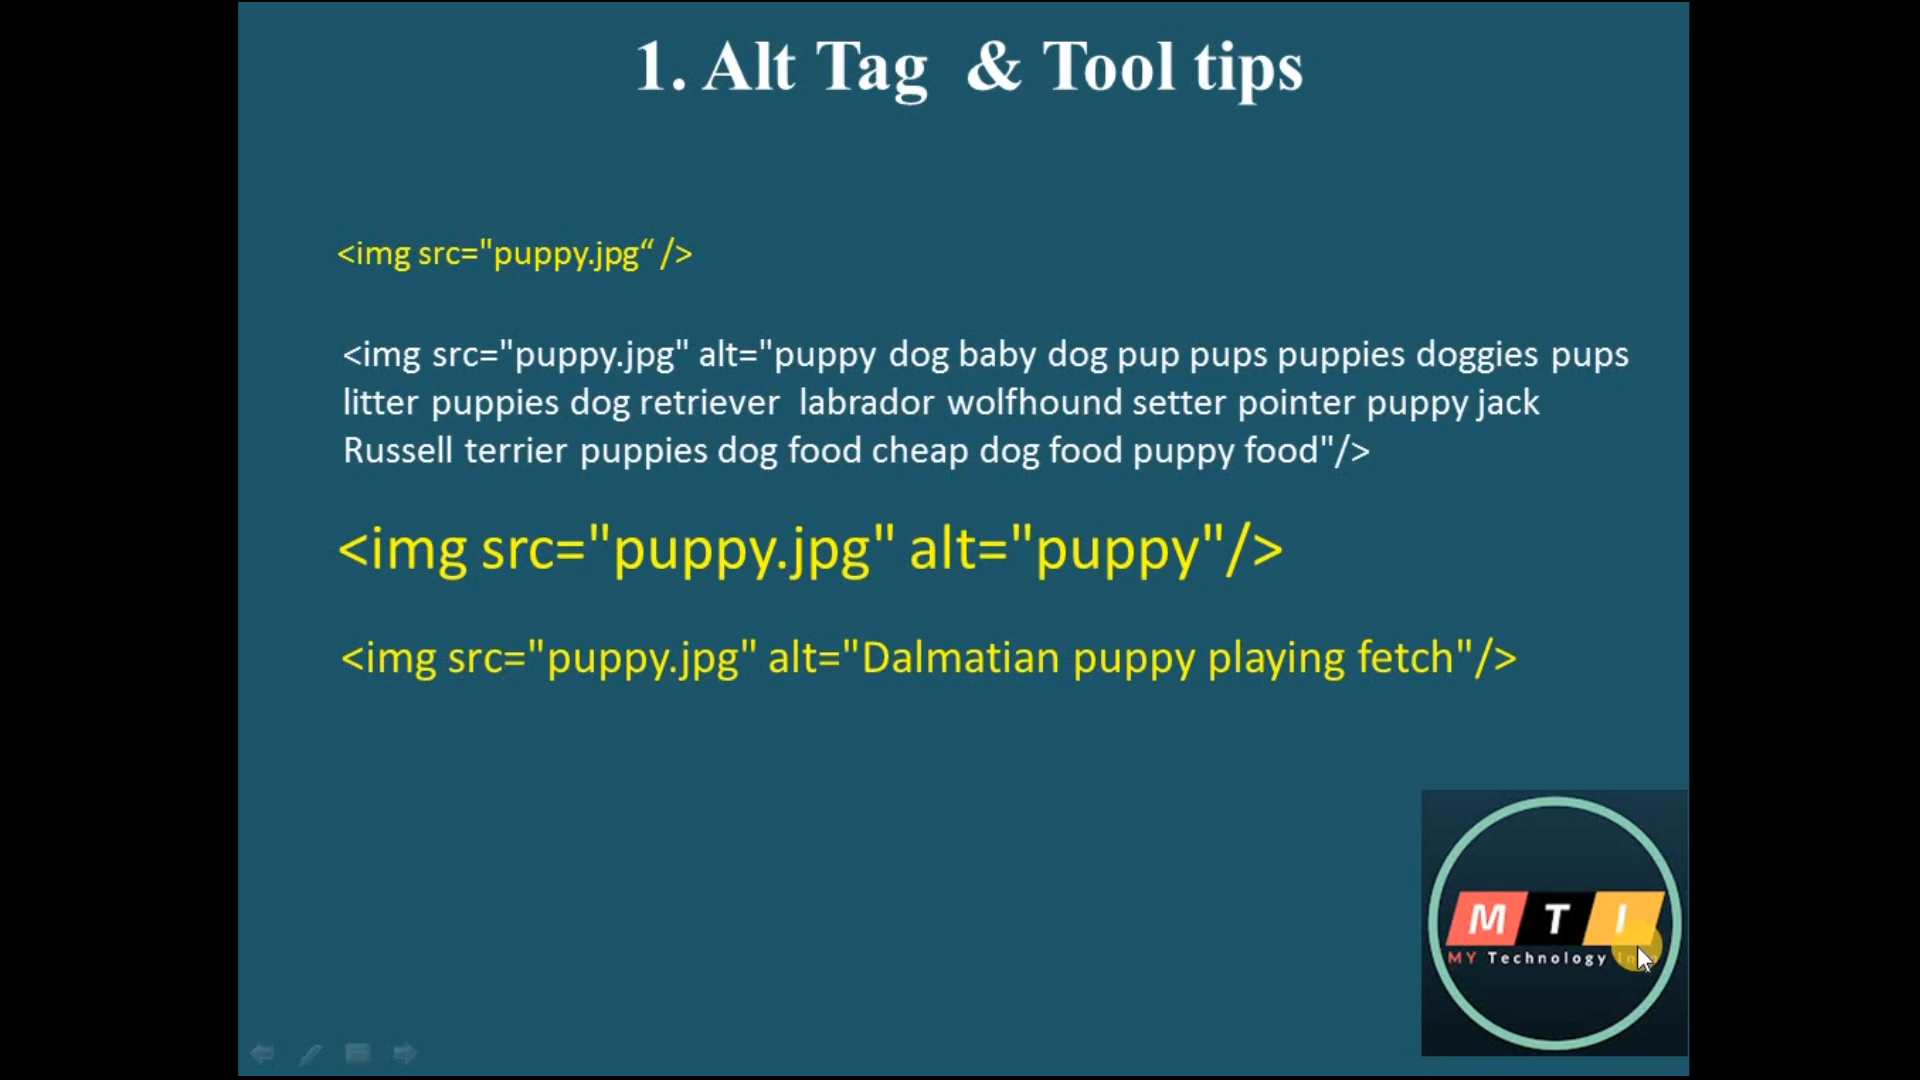 1. Alt Tag & Tool tips
<img src="puppy.jpg“ />
<img src="puppy.jpg" alt="puppy dog baby dog pup pups puppies doggies pups
litter puppies dog retriever labrador wolfhound setter pointer puppy jack
Russell terrier puppies dog food cheap dog food puppy food"/>
<img src="puppy.jpg" alt="puppy"/>
<img src="puppy.jpg" alt="Dalmatian puppy playing fetch"/>
M T I
MY Technology